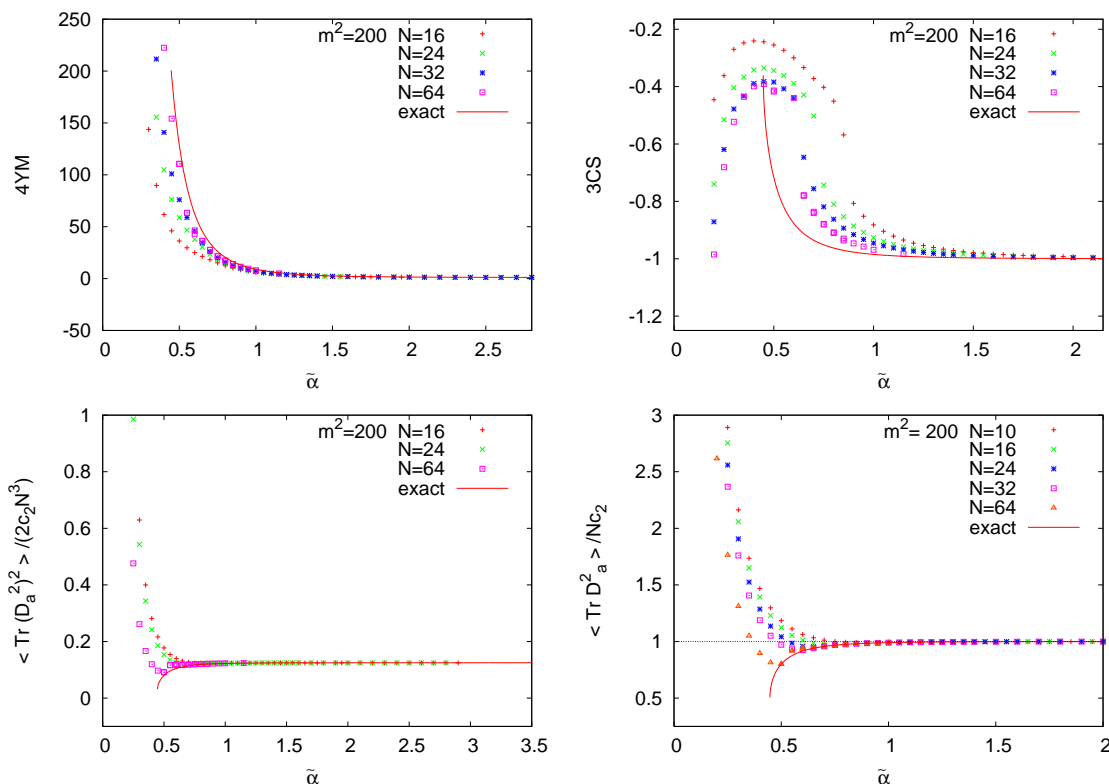 4YM
250
200
150
100
50
0
-50
0
0.5
1
1.5
2
2.5
α̃
m²=200 N=16
N=24
N=32
N=64
exact
3CS
-0.2
-0.4
-0.6
-0.8
-1
-1.2
0
0.5
1
1.5
2
α̃
m²=200 N=16
N=24
N=32
N=64
exact
< Tr (Dₐ²)² >/(2c₂N³)
1
0.8
0.6
0.4
0.2
0
0
0.5
1
1.5
2
2.5
3
3.5
α̃
m²=200 N=16
N=24
N=64
exact
< Tr D²ₐ >/Nc₂
3
2.5
2
1.5
1
0.5
0
0.5
1
1.5
2
α̃
m²= 200 N=10
N=16
N=24
N=32
N=64
exact